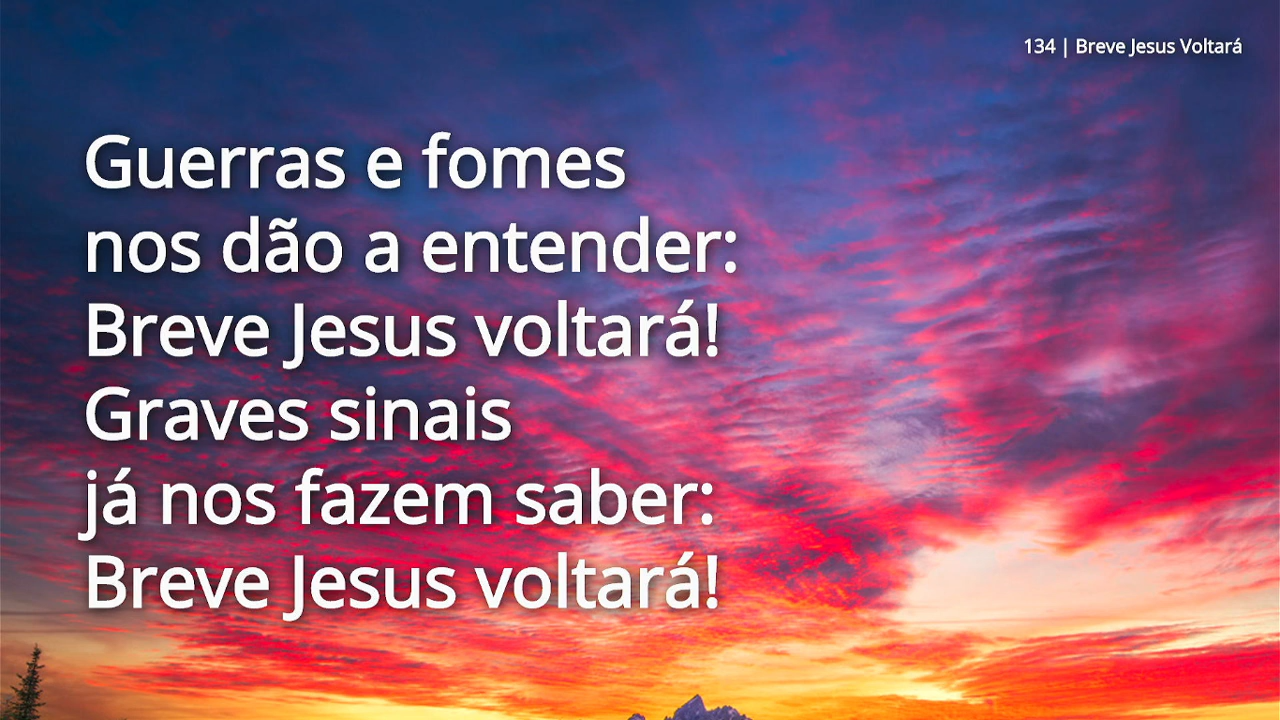 134 | Breve Jesus Voltará
Guerras e fomes
nos dão a entender:
Breve Jesus voltará!
Graves sinais
já nos fazem saber:
Breve Jesus voltará!